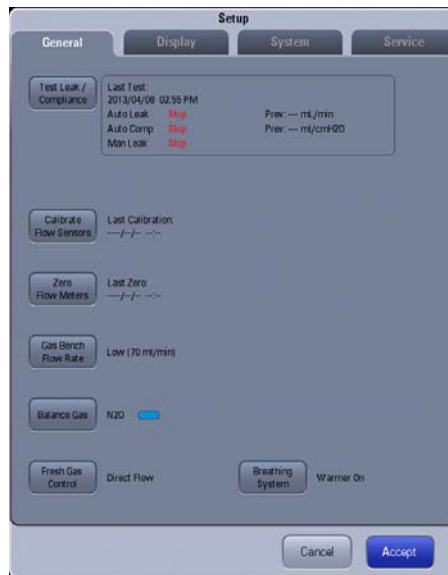 Setup
General Display System Service
Test Leak / Compliance
Last Test:
2013/04/08 02:55 PM
Auto Leak Skip Prev: --- mL/min
Auto Comp Skip Prev: --- ml/cmH2O
Man Leak Skip
Calibrate Flow Sensors
Last Calibration:
----/--/-- --:--
Zero Flow Meters
Last Zero:
----/--/-- --:--
Gas Bench Flow Rate
Low (70 ml/min)
Balance Gas
N2O
Fresh Gas Control
Direct Flow
Breathing System
Warmer On
Cancel
Accept